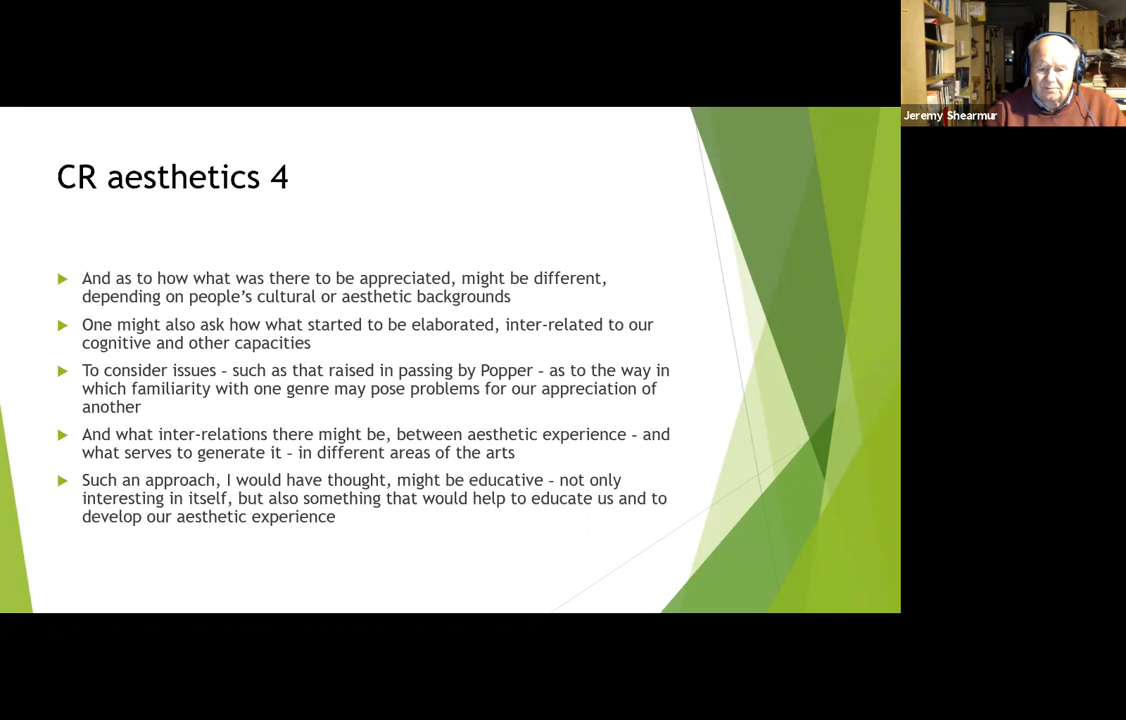 Jeremy Shearmur
CR aesthetics 4
And as to how what was there to be appreciated, might be different,
depending on people's cultural or aesthetic backgrounds
One might also ask how what started to be elaborated, inter-related to our
cognitive and other capacities
To consider issues – such as that raised in passing by Popper – as to the way in
which familiarity with one genre may pose problems for our appreciation of
another
And what inter-relations there might be, between aesthetic experience – and
what serves to generate it – in different areas of the arts
Such an approach, I would have thought, might be educative – not only
interesting in itself, but also something that would help to educate us and to
develop our aesthetic experience